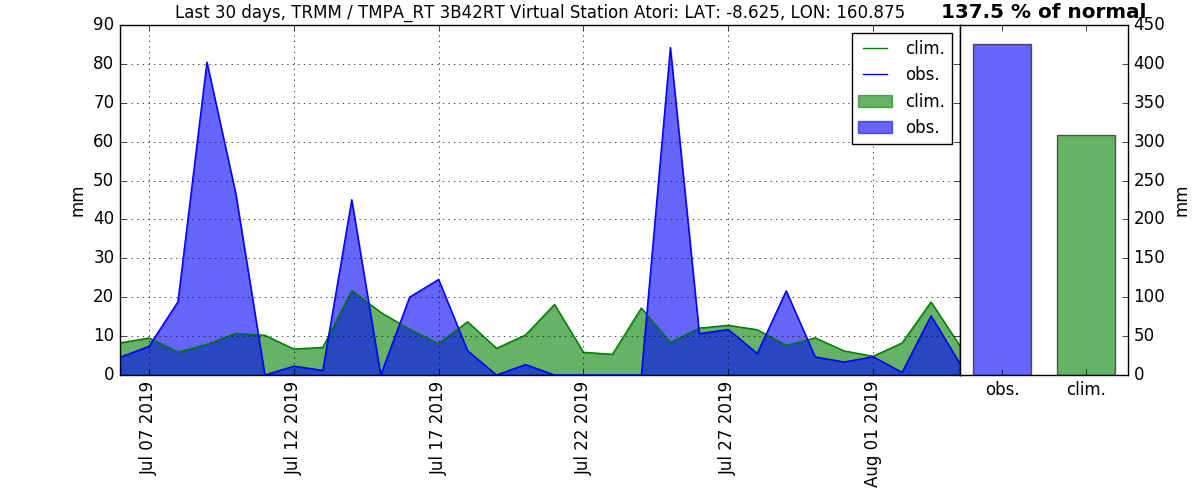 Last 30 days, TRMM / TMPA_RT 3B42RT Virtual Station Atori: LAT: -8.625, LON: 160.875
137.5 % of normal
90
80
70
60
50
40
30
20
10
0
mm
clim.
obs.
clim.
obs.
Jul 07 2019
Jul 12 2019
Jul 17 2019
Jul 22 2019
Jul 27 2019
Aug 01 2019
450
400
350
300
250
200
150
100
50
0
mm
obs.
clim.